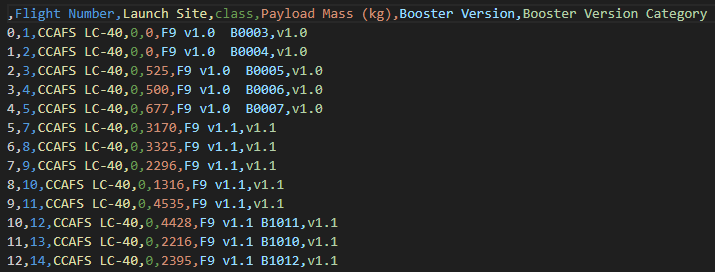 ,Flight Number,Launch Site,class,Payload Mass (kg),Booster Version,Booster Version Category
0,1,CCAFS LC-40,0,0,F9 v1.0  B0003,v1.0
1,2,CCAFS LC-40,0,0,F9 v1.0  B0004,v1.0
2,3,CCAFS LC-40,0,525,F9 v1.0  B0005,v1.0
3,4,CCAFS LC-40,0,500,F9 v1.0  B0006,v1.0
4,5,CCAFS LC-40,0,677,F9 v1.0  B0007,v1.0
5,7,CCAFS LC-40,0,3170,F9 v1.1,v1.1
6,8,CCAFS LC-40,0,3325,F9 v1.1,v1.1
7,9,CCAFS LC-40,0,2296,F9 v1.1,v1.1
8,10,CCAFS LC-40,0,1316,F9 v1.1,v1.1
9,11,CCAFS LC-40,0,4535,F9 v1.1,v1.1
10,12,CCAFS LC-40,0,4428,F9 v1.1 B1011,v1.1
11,13,CCAFS LC-40,0,2216,F9 v1.1 B1010,v1.1
12,14,CCAFS LC-40,0,2395,F9 v1.1 B1012,v1.1